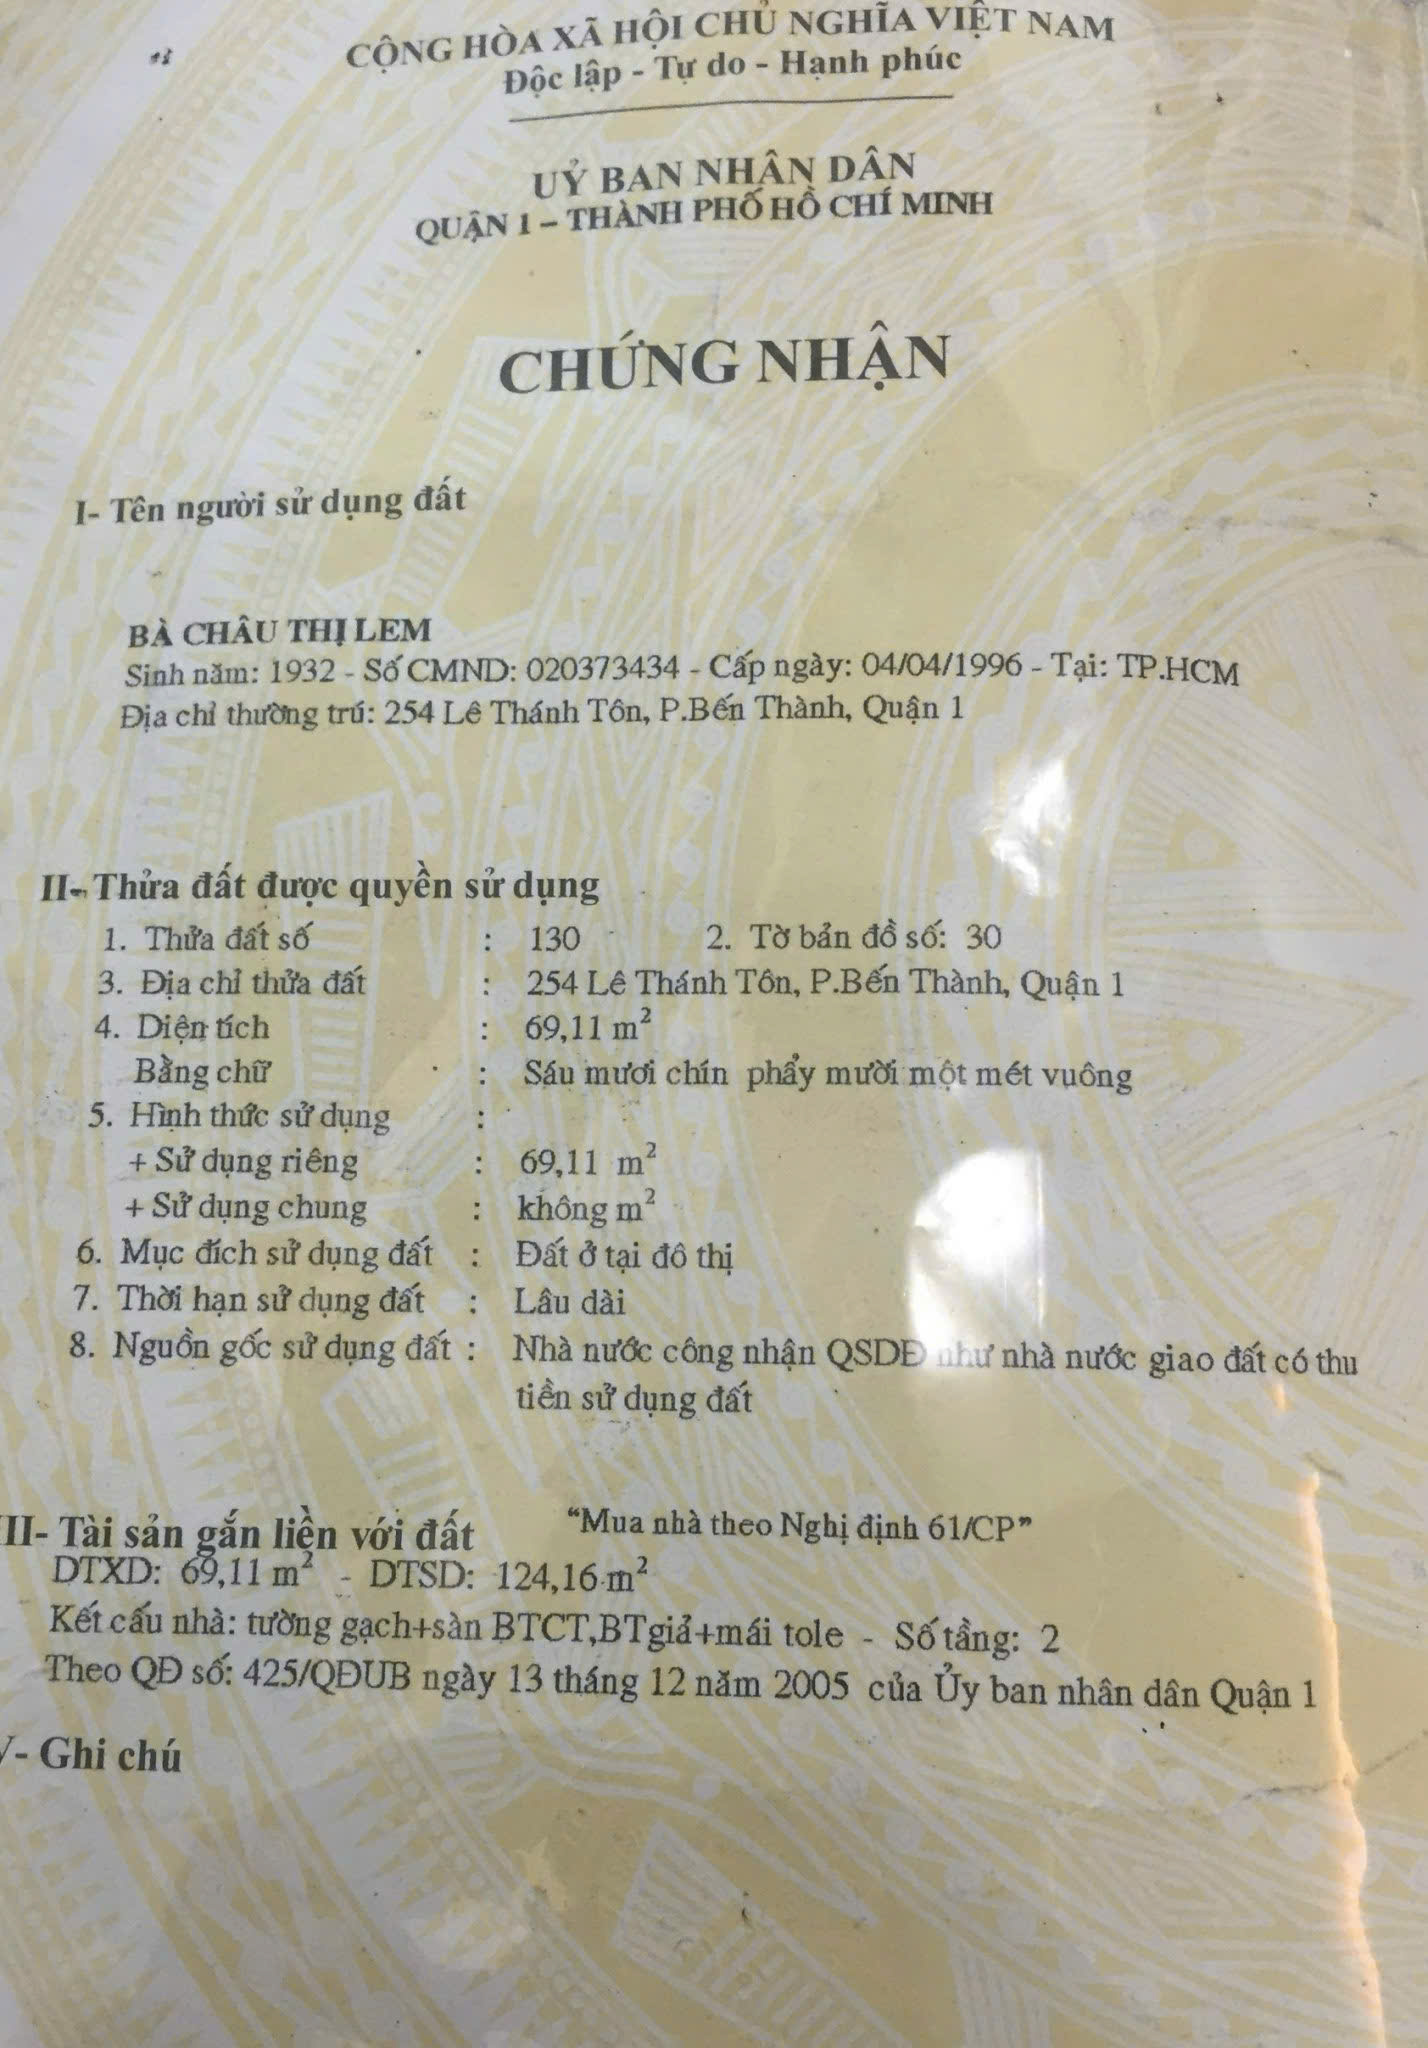 CỘNG HÒA XÃ HỘI CHỦ NGHĨA VIỆT NAM
Độc lập - Tự do - Hạnh phúc
UỶ BAN NHÂN DÂN
QUẬN 1 – THÀNH PHỐ HỒ CHÍ MINH
CHỨNG NHẬN
I- Tên người sử dụng đất
BÀ CHÂU THỊ LEM
Sinh năm: 1932 - Số CMND: 020373434 - Cấp ngày: 04/04/1996 - Tại: TP.HCM
Địa chỉ thường trú: 254 Lê Thánh Tôn, P.Bến Thành, Quận 1
II- Thửa đất được quyền sử dụng
1. Thửa đất số : 130 2. Tờ bản đồ số: 30
3. Địa chỉ thửa đất : 254 Lê Thánh Tôn, P.Bến Thành, Quận 1
4. Diện tích : 69,11 m²
Bằng chữ : Sáu mươi chín phẩy mười một mét vuông
5. Hình thức sử dụng :
+ Sử dụng riêng : 69,11 m²
+ Sử dụng chung : không m²
6. Mục đích sử dụng đất : Đất ở tại đô thị
7. Thời hạn sử dụng đất : Lâu dài
8. Nguồn gốc sử dụng đất : Nhà nước công nhận QSDĐ như nhà nước giao đất có thu
tiền sử dụng đất
III- Tài sản gắn liền với đất "Mua nhà theo Nghị định 61/CP"
DTXD: 69,11 m² - DTSD: 124,16 m²
Kết cấu nhà: tường gạch+sàn BTCT,BTgiả+mái tole - Số tầng: 2
Theo QĐ số: 425/QĐUB ngày 13 tháng 12 năm 2005 của Ủy ban nhân dân Quận 1
V- Ghi chú